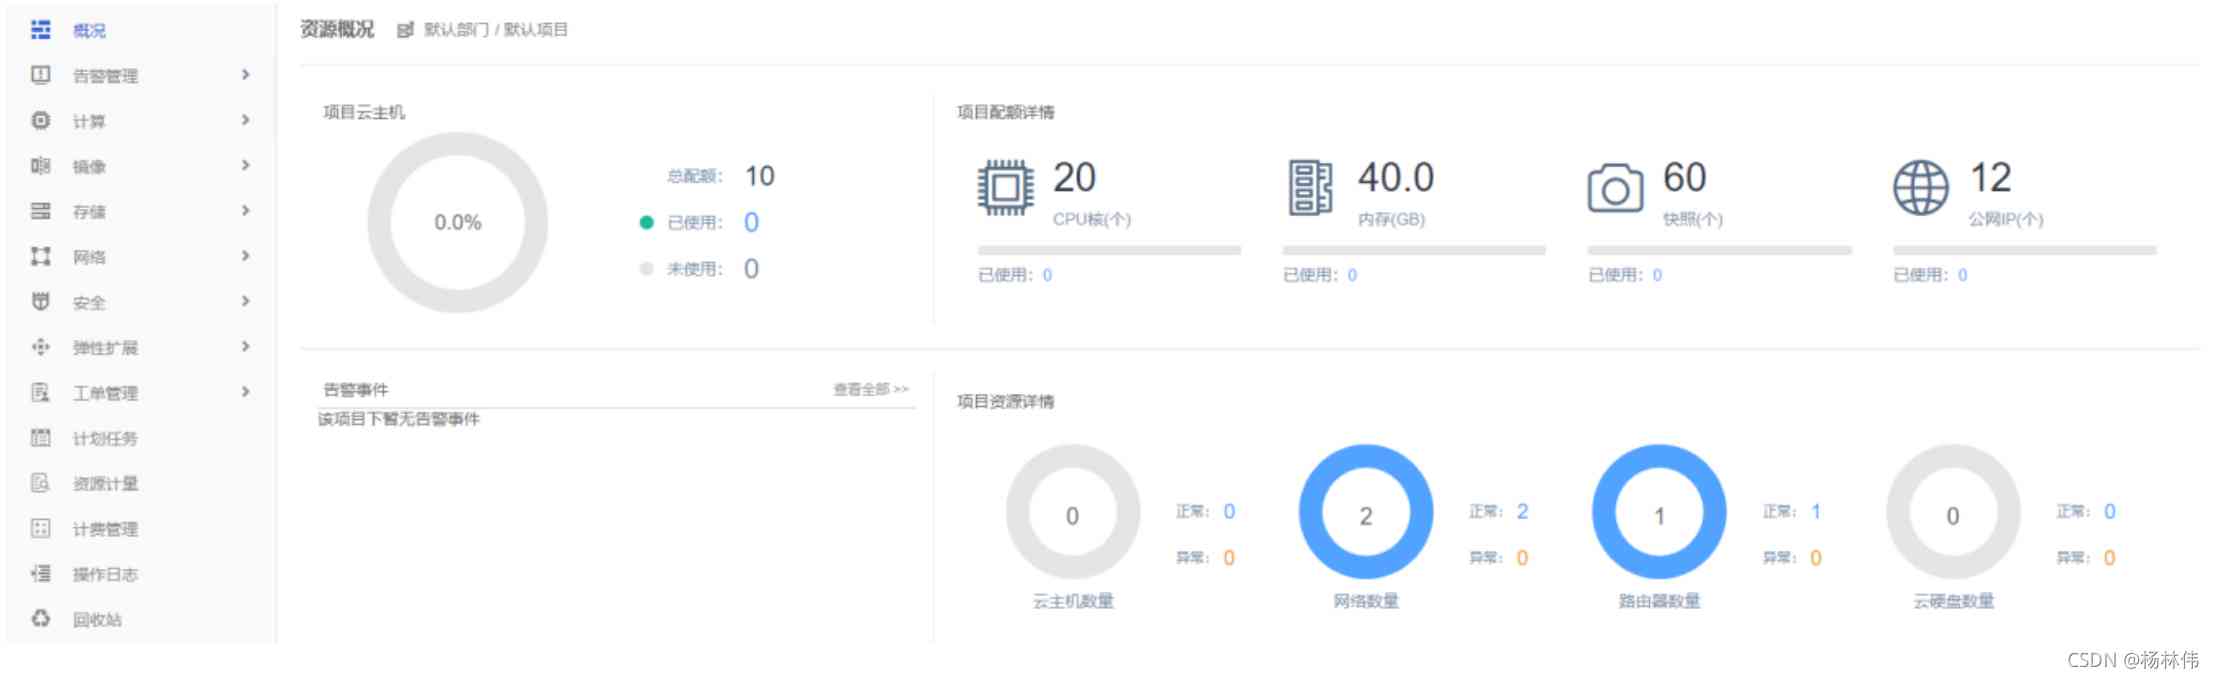 概况
告警管理
计算
镜像
存储
网络
安全
弹性扩展
工单管理
计划任务
资源计量
计费管理
操作日志
回收站
资源概况 默认部门 / 默认项目
项目云主机
0.0%
总配额： 10
已使用： 0
未使用： 0
项目配额详情
20
CPU核(个)
已使用：0
40.0
内存(GB)
已使用：0
60
快照(个)
已使用：0
12
公网IP(个)
已使用：0
告警事件 查看全部 >>
该项目下暂无告警事件
项目资源详情
0
正常： 0
异常： 0
云主机数量
2
正常： 2
异常： 0
网络数量
1
正常： 1
异常： 0
路由器数量
0
正常： 0
异常： 0
云硬盘数量
CSDN @杨林伟